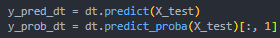 y_pred_dt = dt.predict(X_test)
y_prob_dt = dt.predict_proba(X_test)[:, 1]